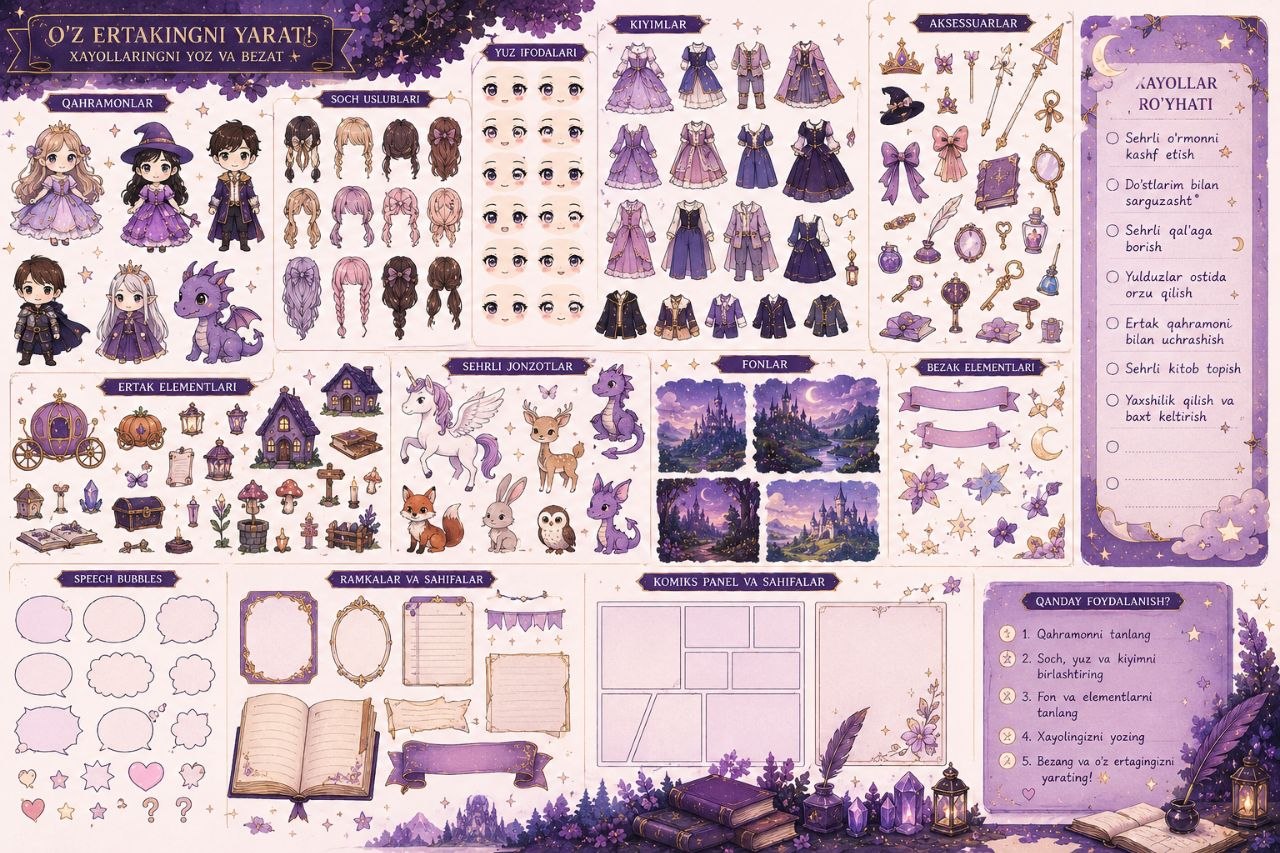 O'Z ERTAKINGNI YARAT!
XAYOLLARINGNI YOZ VA BEZAT
QAHRAMONLAR
SOCH USLUBLARI
YUZ IFODALARI
KIYIMLAR
AKSESSUARLAR
XAYOLLAR
RO'YHATI
Sehrli o'rmonni
kashf etish
Do'stlarim bilan
sarguzasht
Sehrli qal'aga
borish
Yulduzlar ostida
orzu qilish
Ertak qahramoni
bilan uchrashish
Sehrli kitob topish
Yaxshilik qilish va
baxt keltirish
ERTAK ELEMENTLARI
SEHRLI JONZOTLAR
FONLAR
BEZAK ELEMENTLARI
SPEECH BUBBLES
RAMKALAR VA SAHIFALAR
KOMIKS PANEL VA SAHIFALAR
QANDAY FOYDALANISH?
1. Qahramonni tanlang
2. Soch, yuz va kiyimni
birlashtiring
3. Fon va elementlarni
tanlang
4. Xayolingizni yozing
5. Bezang va o'z ertagingizni
yarating!
? ?